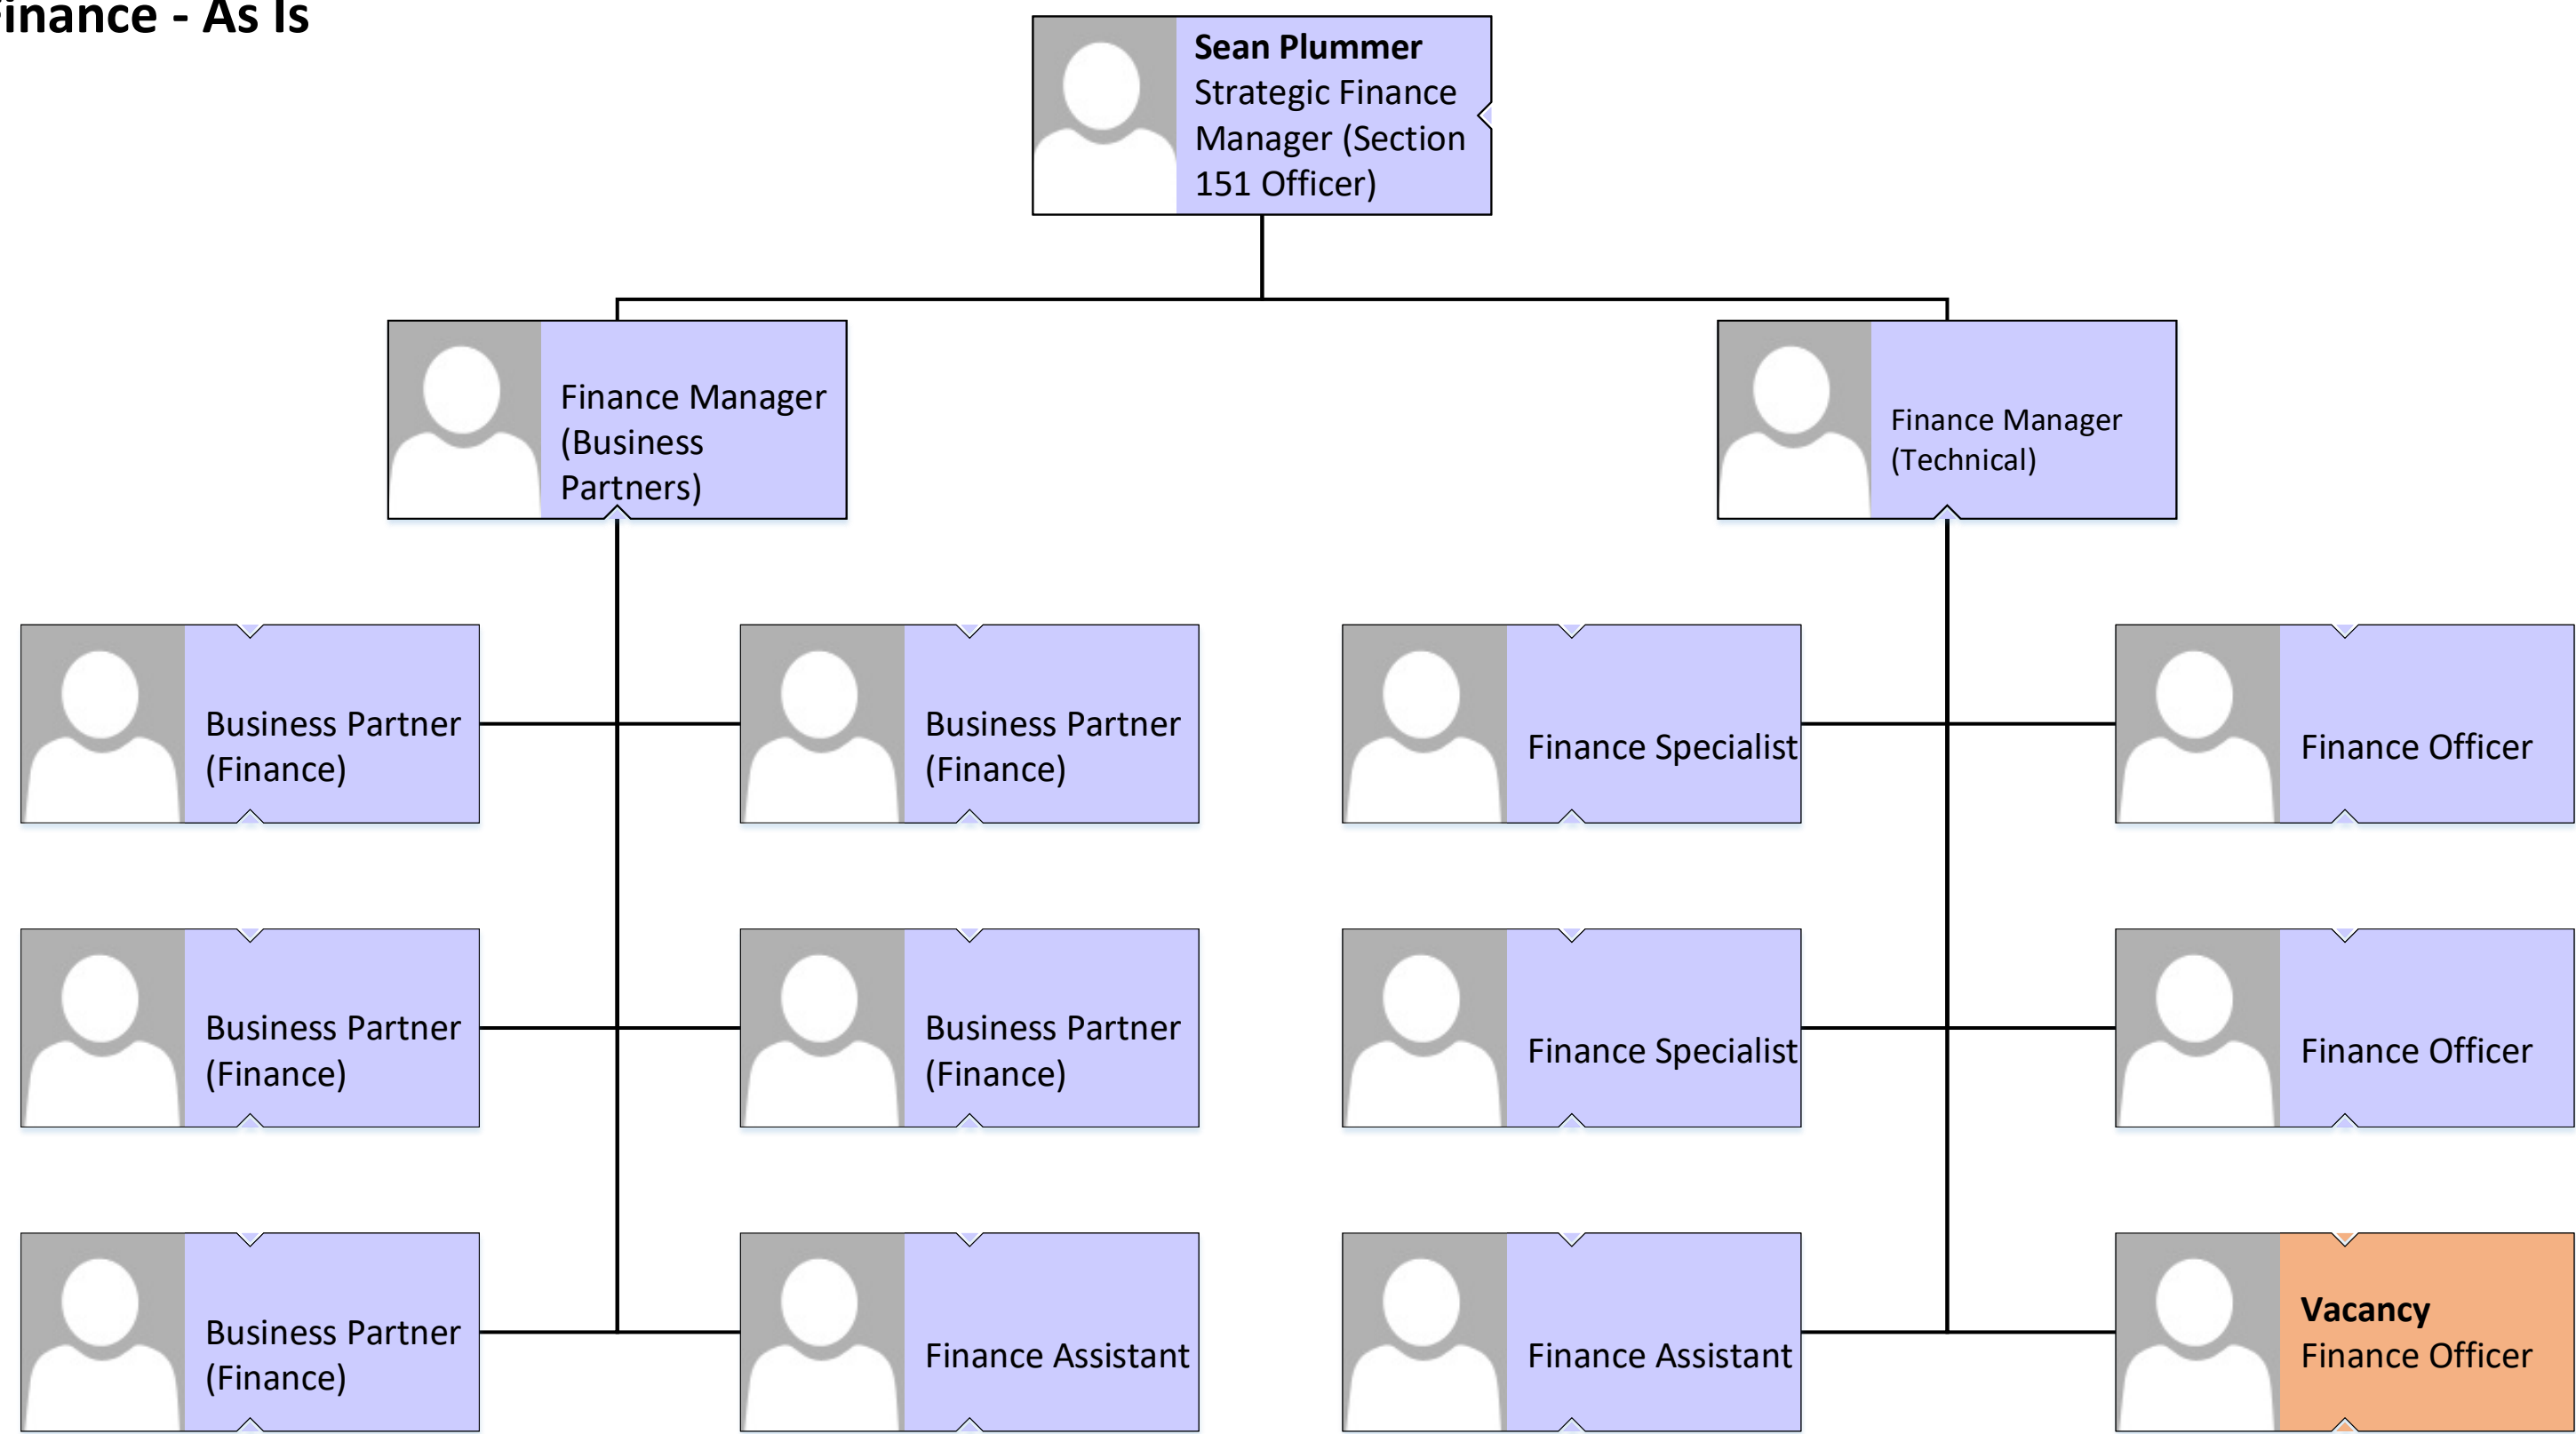 inance - As Is
Sean Plummer
Strategic Finance
Manager (Section
151 Officer)
Finance Manager
(Business
Partners)
Finance Manager
(Technical)
Business Partner
(Finance)
Business Partner
(Finance)
Finance Specialist
Finance Officer
Business Partner
(Finance)
Business Partner
(Finance)
Finance Specialist
Finance Officer
Business Partner
(Finance)
Finance Assistant
Finance Assistant
Vacancy
Finance Officer